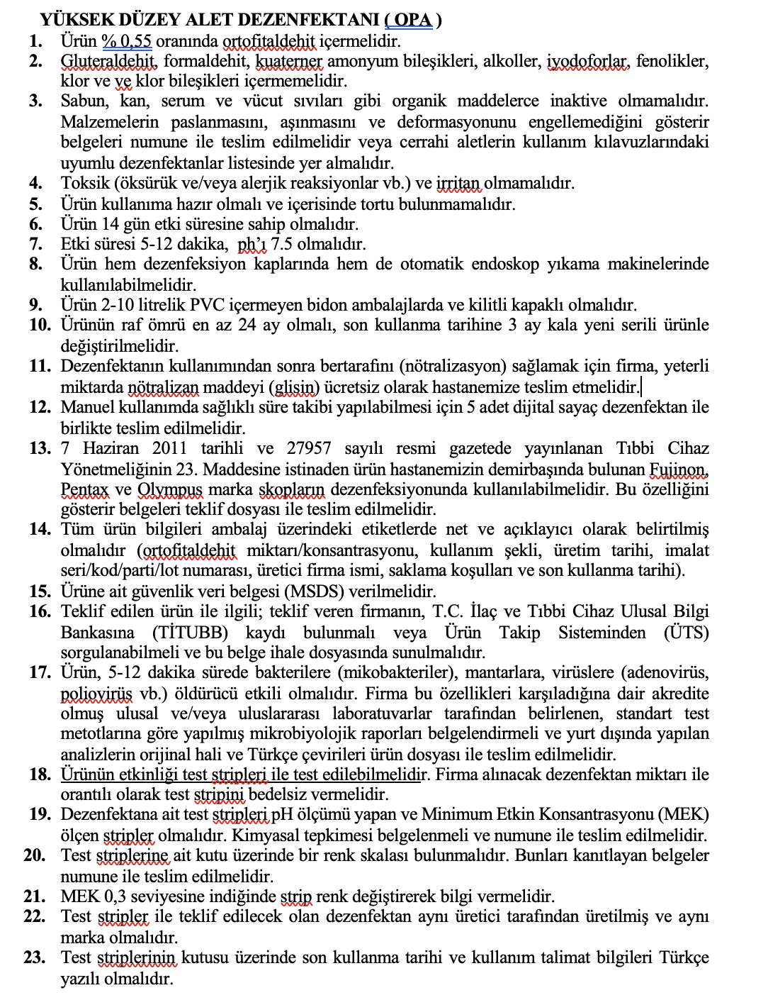 YÜKSEK DÜZEY ALET DEZENFEKTANI ( OPA )
1. Ürün % 0,55 oranında ortofitaldehit içermelidir.
2. Gluteraldehit, formaldehit, kuaterner amonyum bileşikleri, alkoller, iyodoforlar, fenolikler,
klor ve ve klor bileşikleri içermemelidir.
3. Sabun, kan, serum ve vücut sıvıları gibi organik maddelerce inaktive olmamalıdır.
Malzemelerin paslanmasını, aşınmasını ve deformasyonunu engellemediğini gösterir
belgeleri numune ile teslim edilmelidir veya cerrahi aletlerin kullanım kılavuzlarındaki
uyumlu dezenfektanlar listesinde yer almalıdır.
4. Toksik (öksürük ve/veya alerjik reaksiyonlar vb.) ve irritan olmamalıdır.
5. Ürün kullanıma hazır olmalı ve içerisinde tortu bulunmamalıdır.
6. Ürün 14 gün etki süresine sahip olmalıdır.
7. Etki süresi 5-12 dakika, ph’ı 7.5 olmalıdır.
8. Ürün hem dezenfeksiyon kaplarında hem de otomatik endoskop yıkama makinelerinde
kullanılabilmelidir.
9. Ürün 2-10 litrelik PVC içermeyen bidon ambalajlarda ve kilitli kapaklı olmalıdır.
10. Ürünün raf ömrü en az 24 ay olmalı, son kullanma tarihine 3 ay kala yeni serili ürünle
değiştirilmelidir.
11. Dezenfektanın kullanımından sonra bertarafını (nötralizasyon) sağlamak için firma, yeterli
miktarda nötralizan maddeyi (glisin) ücretsiz olarak hastanemize teslim etmelidir.
12. Manuel kullanımda sağlıklı süre takibi yapılabilmesi için 5 adet dijital sayaç dezenfektan ile
birlikte teslim edilmelidir.
13. 7 Haziran 2011 tarihli ve 27957 sayılı resmi gazetede yayınlanan Tıbbi Cihaz
Yönetmeliğinin 23. Maddesine istinaden ürün hastanemizin demirbaşında bulunan Fujinon,
Pentax ve Olympus marka skopların dezenfeksiyonunda kullanılabilmelidir. Bu özelliğini
gösterir belgeleri teklif dosyası ile teslim edilmelidir.
14. Tüm ürün bilgileri ambalaj üzerindeki etiketlerde net ve açıklayıcı olarak belirtilmiş
olmalıdır (ortofitaldehit miktarı/konsantrasyonu, kullanım şekli, üretim tarihi, imalat
seri/kod/parti/lot numarası, üretici firma ismi, saklama koşulları ve son kullanma tarihi).
15. Ürüne ait güvenlik veri belgesi (MSDS) verilmelidir.
16. Teklif edilen ürün ile ilgili; teklif veren firmanın, T.C. İlaç ve Tıbbi Cihaz Ulusal Bilgi
Bankasına (TİTUBB) kaydı bulunmalı veya Ürün Takip Sisteminden (ÜTS)
sorgulanabilmeli ve bu belge ihale dosyasında sunulmalıdır.
17. Ürün, 5-12 dakika sürede bakterilere (mikobakteriler), mantarlara, virüslere (adenovirüs,
poliovirüs vb.) öldürücü etkili olmalıdır. Firma bu özellikleri karşıladığına dair akredite
olmuş ulusal ve/veya uluslararası laboratuvarlar tarafından belirlenen, standart test
metotlarına göre yapılmış mikrobiyolojik raporları belgelendirmeli ve yurt dışında yapılan
analizlerin orijinal hali ve Türkçe çevirileri ürün dosyası ile teslim edilmelidir.
18. Ürünün etkinliği test stripleri ile test edilebilmelidir. Firma alınacak dezenfektan miktarı ile
orantılı olarak test stripini bedelsiz vermelidir.
19. Dezenfektana ait test stripleri pH ölçümü yapan ve Minimum Etkin Konsantrasyonu (MEK)
ölçen stripler olmalıdır. Kimyasal tepkimesi belgelenmeli ve numune ile teslim edilmelidir.
20. Test striplerine ait kutu üzerinde bir renk skalası bulunmalıdır. Bunları kanıtlayan belgeler
numune ile teslim edilmelidir.
21. MEK 0,3 seviyesine indiğinde strip renk değiştirerek bilgi vermelidir.
22. Test stripler ile teklif edilecek olan dezenfektan aynı üretici tarafından üretilmiş ve aynı
marka olmalıdır.
23. Test striplerinin kutusu üzerinde son kullanma tarihi ve kullanım talimat bilgileri Türkçe
yazılı olmalıdır.